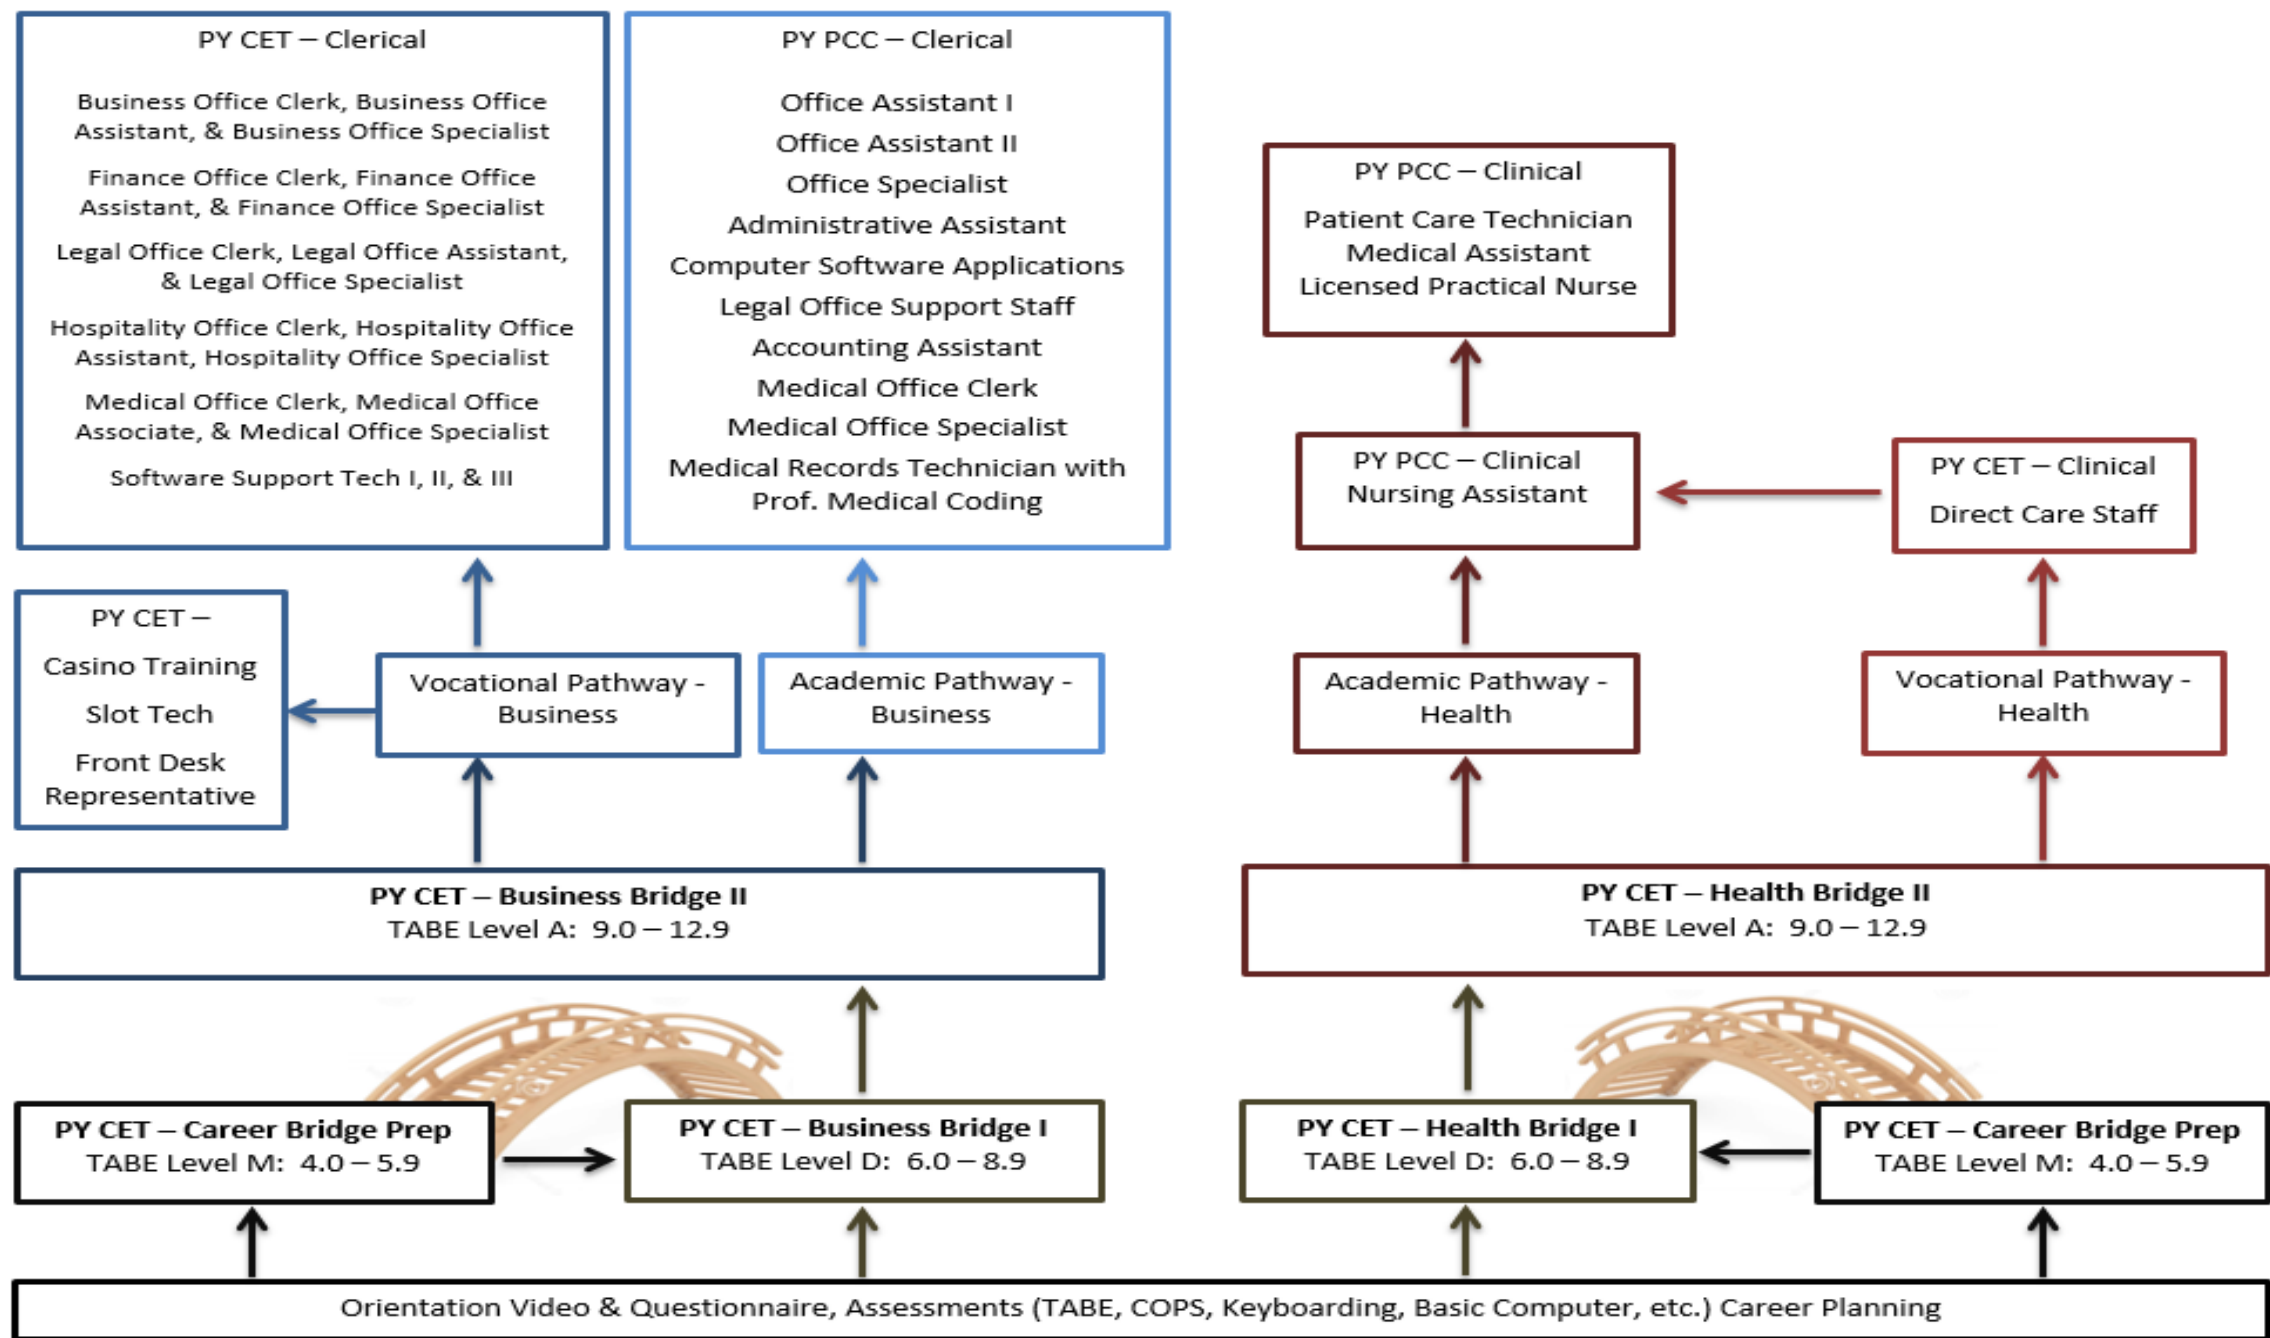 PY CET – Clerical
Business Office Clerk, Business Office
Assistant, & Business Office Specialist
Finance Office Clerk, Finance Office
Assistant, & Finance Office Specialist
Legal Office Clerk, Legal Office Assistant,
& Legal Office Specialist
Hospitality Office Clerk, Hospitality Office
Assistant, Hospitality Office Specialist
Medical Office Clerk, Medical Office
Associate, & Medical Office Specialist
Software Support Tech I, II, & III
PY PCC – Clerical
Office Assistant I
Office Assistant II
Office Specialist
Administrative Assistant
Computer Software Applications
Legal Office Support Staff
Accounting Assistant
Medical Office Clerk
Medical Office Specialist
Medical Records Technician with
Prof. Medical Coding
PY PCC – Clinical
Patient Care Technician
Medical Assistant
Licensed Practical Nurse
PY PCC – Clinical
Nursing Assistant
PY CET – Clinical
Direct Care Staff
PY CET –
Casino Training
Slot Tech
Front Desk
Representative
Vocational Pathway -
Business
Academic Pathway -
Business
Academic Pathway -
Health
Vocational Pathway -
Health
PY CET – Business Bridge II
TABE Level A:  9.0 – 12.9
PY CET – Health Bridge II
TABE Level A:  9.0 – 12.9
PY CET – Career Bridge Prep
TABE Level M:  4.0 – 5.9
PY CET – Business Bridge I
TABE Level D:  6.0 – 8.9
PY CET – Health Bridge I
TABE Level D:  6.0 – 8.9
PY CET – Career Bridge Prep
TABE Level M:  4.0 – 5.9
Orientation Video & Questionnaire, Assessments (TABE, COPS, Keyboarding, Basic Computer, etc.) Career Planning